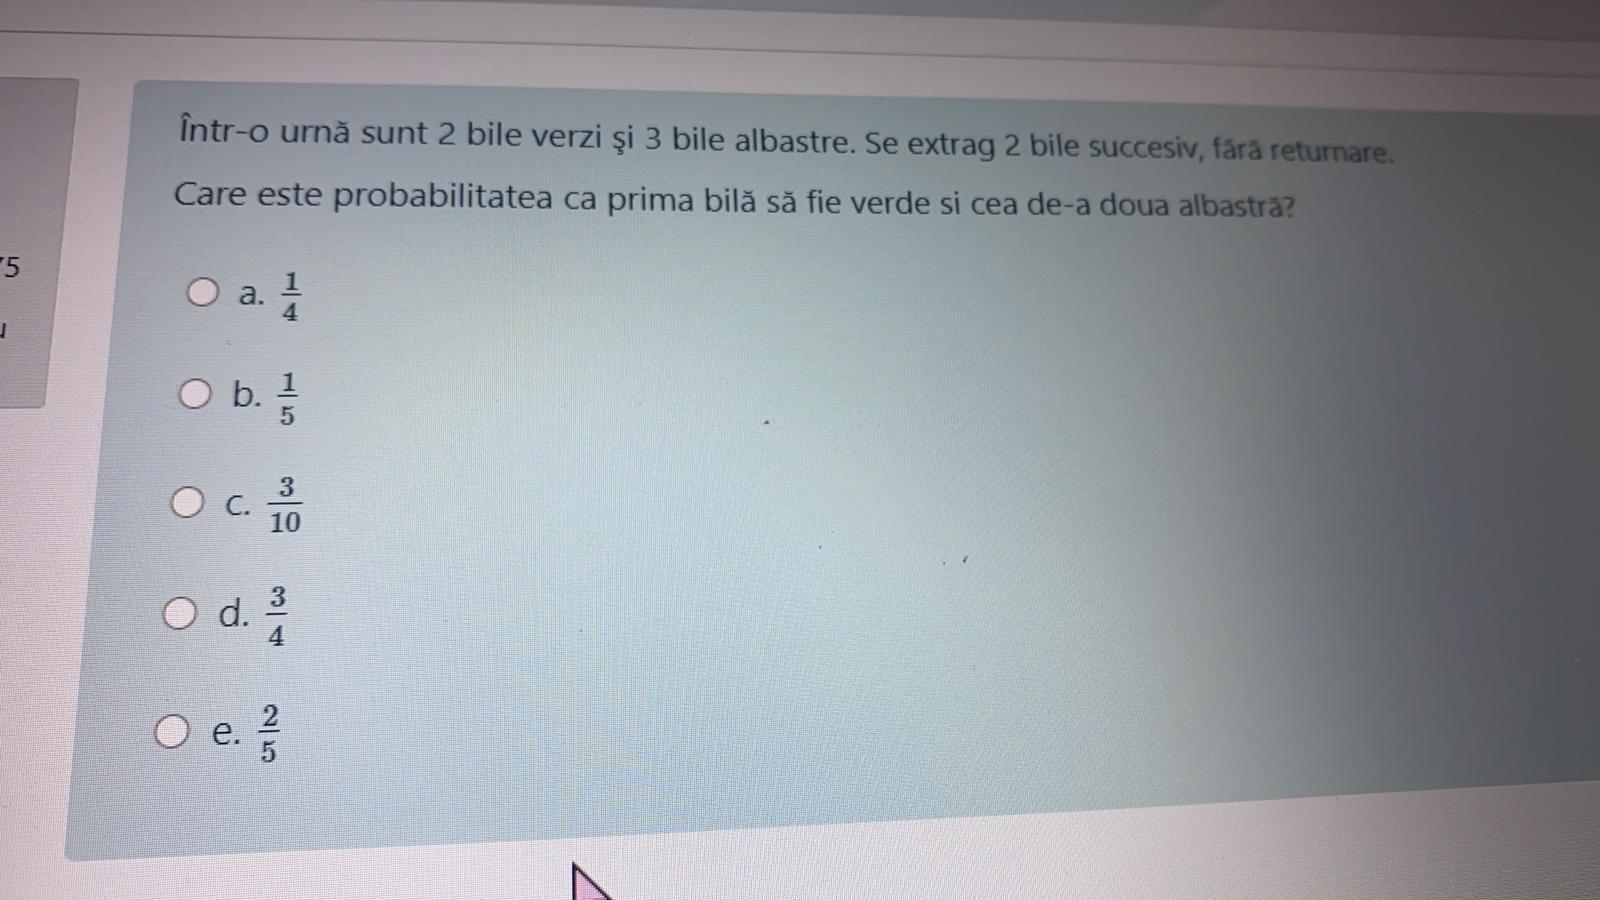 Într-o urnă sunt 2 bile verzi şi 3 bile albastre. Se extrag 2 bile succesiv, fără returnare.
Care este probabilitatea ca prima bilă să fie verde si cea de-a doua albastră?
a. 1/4
b. 1/5
c. 3/10
d. 3/4
e. 2/5